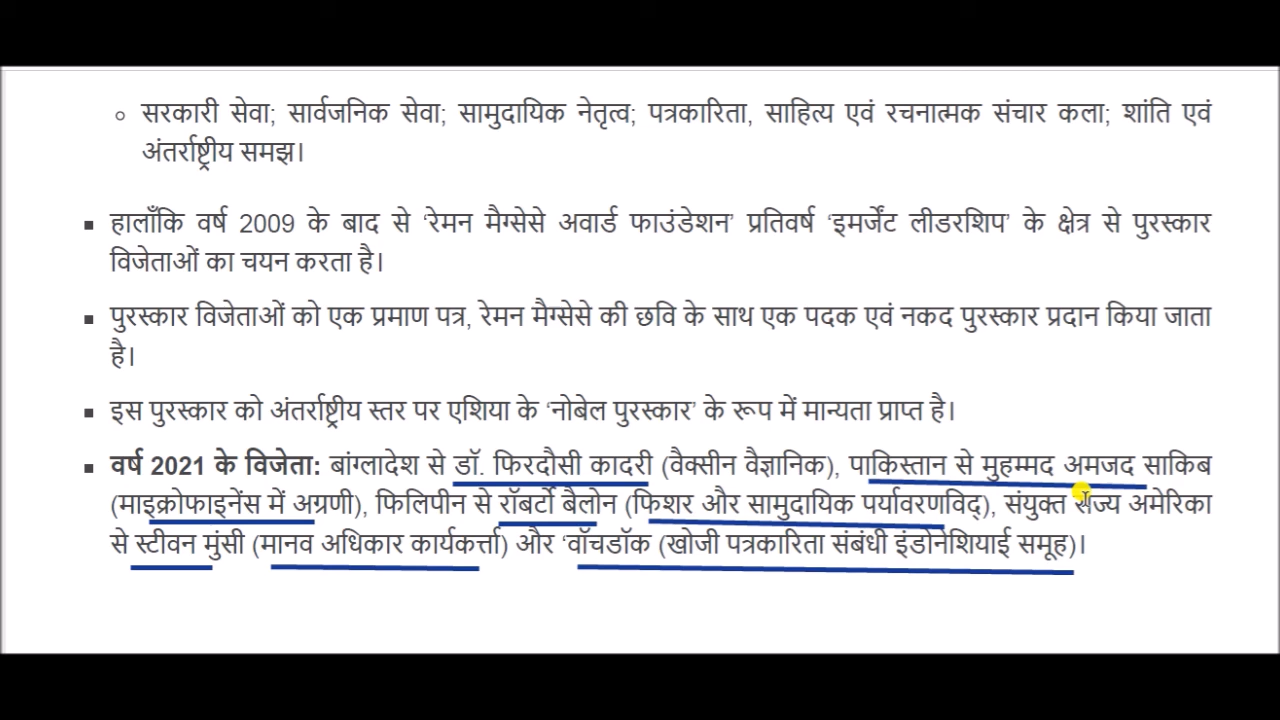 सरकारी सेवा; सार्वजनिक सेवा; सामुदायिक नेतृत्व; पत्रकारिता, साहित्य एवं रचनात्मक संचार कला; शांति एवं
अंतर्राष्ट्रीय समझ।
हालाँकि वर्ष 2009 के बाद से ‘रेमन मैग्सेसे अवार्ड फाउंडेशन’ प्रतिवर्ष ‘इमर्जेंट लीडरशिप’ के क्षेत्र से पुरस्कार
विजेताओं का चयन करता है।
पुरस्कार विजेताओं को एक प्रमाण पत्र, रेमन मैग्सेसे की छवि के साथ एक पदक एवं नकद पुरस्कार प्रदान किया जाता
है।
इस पुरस्कार को अंतर्राष्ट्रीय स्तर पर एशिया के ‘नोबेल पुरस्कार’ के रूप में मान्यता प्राप्त है।
वर्ष 2021 के विजेता: बांग्लादेश से डॉ. फिरदौसी कादरी (वैक्सीन वैज्ञानिक), पाकिस्तान से मुहम्मद अमजद साकिब
(माइक्रोफाइनेंस में अग्रणी), फिलिपीन से रॉबर्टो बैलोन (फिशर और सामुदायिक पर्यावरणविद्), संयुक्त राज्य अमेरिका
से स्टीवन मुंसी (मानव अधिकार कार्यकर्त्ता) और ‘वॉचडॉक (खोजी पत्रकारिता संबंधी इंडोनेशियाई समूह)।